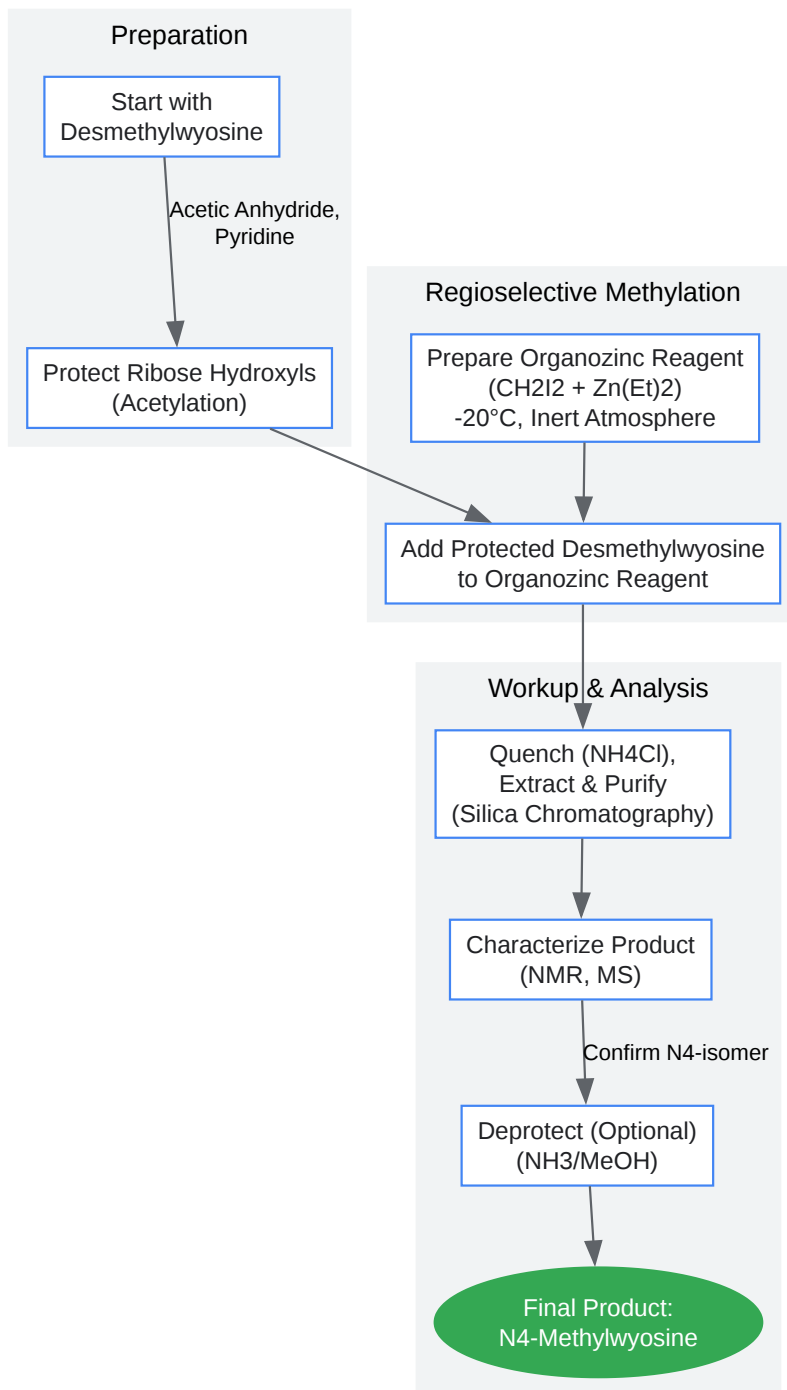 Preparation
Start with
Desmethylwyosine
Acetic Anhydride,
Pyridine
Protect Ribose Hydroxyls
(Acetylation)
Regioselective Methylation
Prepare Organozinc Reagent
(CH2I2 + Zn(Et)2)
-20°C, Inert Atmosphere
Add Protected Desmethylwyosine
to Organozinc Reagent
Workup & Analysis
Quench (NH4Cl),
Extract & Purify
(Silica Chromatography)
Characterize Product
(NMR, MS)
Confirm N4-isomer
Deprotect (Optional)
(NH3/MeOH)
Final Product:
N4-Methylwyosine